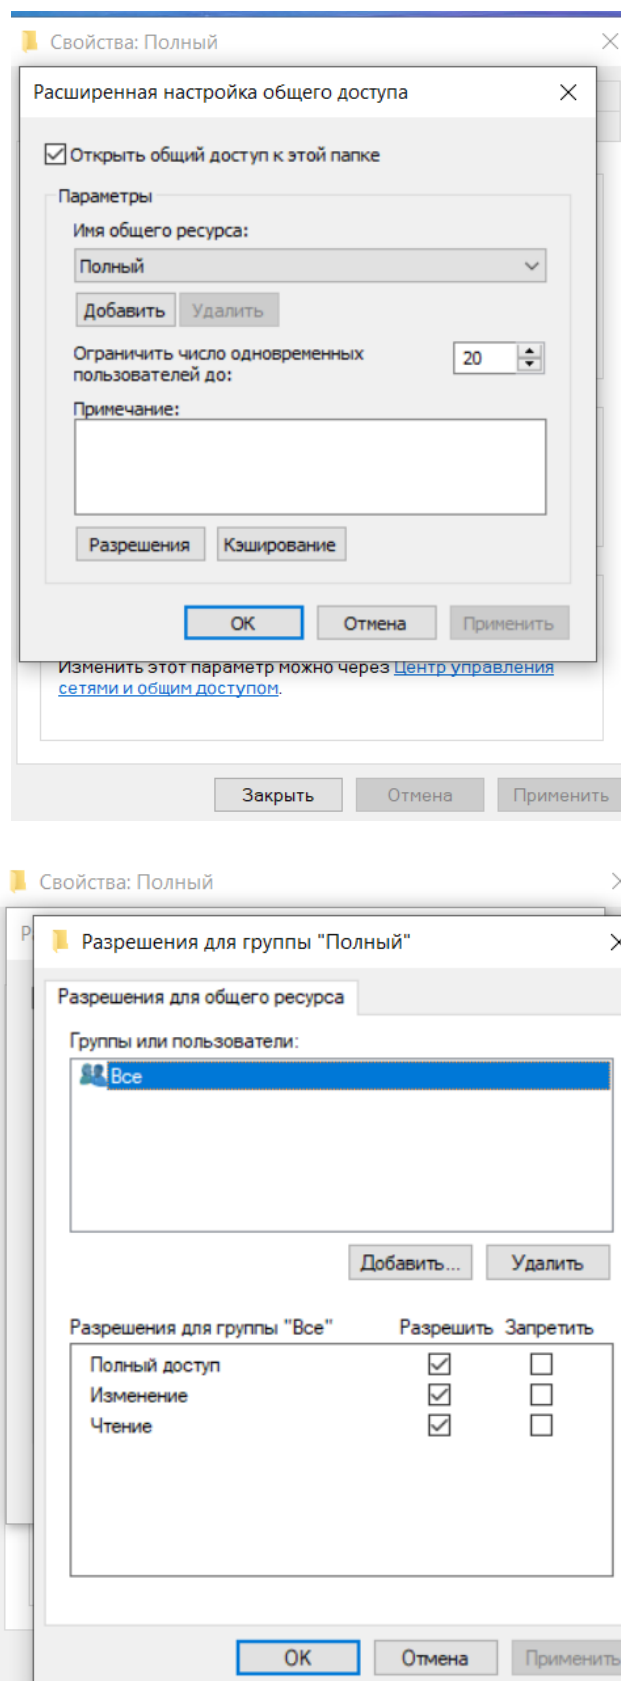 Свойства: Полный
Расширенная настройка общего доступа
Открыть общий доступ к этой папке
Параметры
Имя общего ресурса:
Полный
Добавить Удалить
Ограничить число одновременных
пользователей до:
20
Примечание:
Разрешения Кэширование
ОК Отмена Применить
Изменить этот параметр можно через Центр управления
сетями и общим доступом.
Закрыть Отмена Применить
Свойства: Полный
Р
Разрешения для группы "Полный"
Разрешения для общего ресурса
Группы или пользователи:
Все
Добавить... Удалить
Разрешения для группы "Все" Разрешить Запретить
Полный доступ
Изменение
Чтение
ОК Отмена Применить